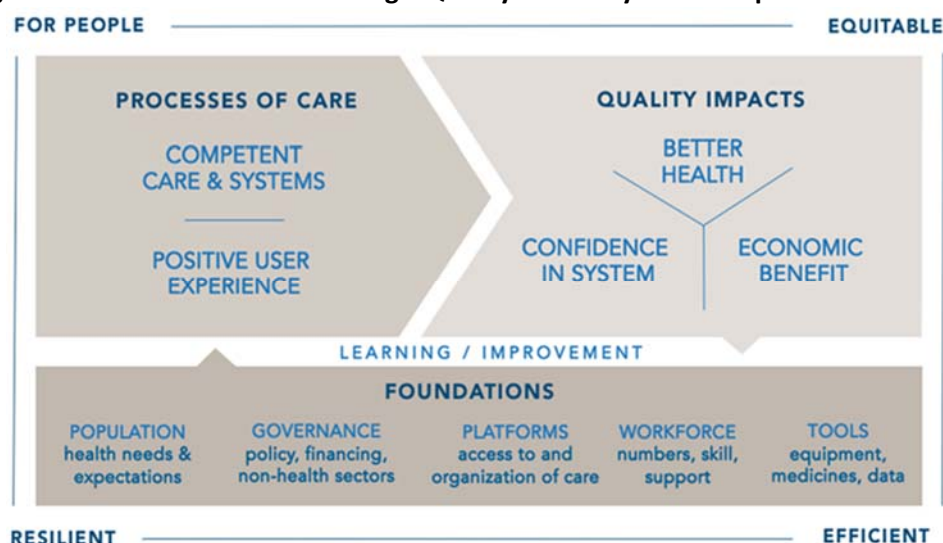 FOR PEOPLE
EQUITABLE
PROCESSES OF CARE
COMPETENT
CARE & SYSTEMS
POSITIVE USER
EXPERIENCE
QUALITY IMPACTS
BETTER
HEALTH
CONFIDENCE
IN SYSTEM
ECONOMIC
BENEFIT
LEARNING / IMPROVEMENT
FOUNDATIONS
POPULATION
health needs &
expectations
GOVERNANCE
policy, financing,
non-health sectors
PLATFORMS
access to and
organization of care
WORKFORCE
numbers, skill,
support
TOOLS
equipment,
medicines, data
RESILIENT
EFFICIENT